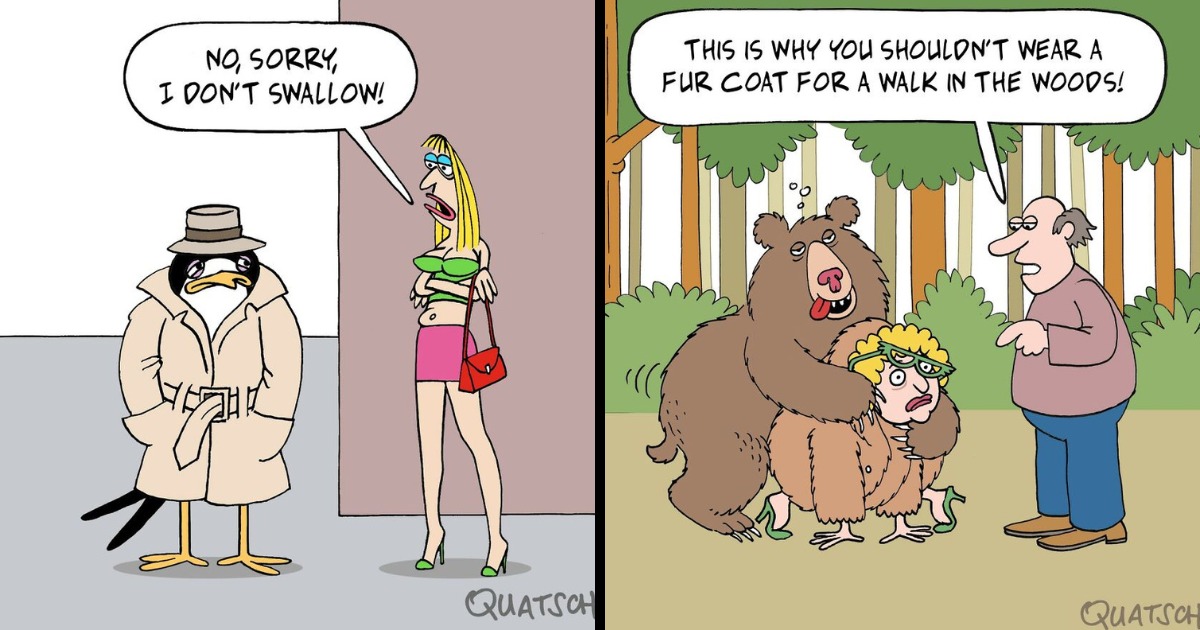 NO, SORRY,
I DON'T SWALLOW!
QUATSCH
THIS IS WHY YOU SHOULDN'T WEAR A
FUR COAT FOR A WALK IN THE WOODS!
QUATSCH